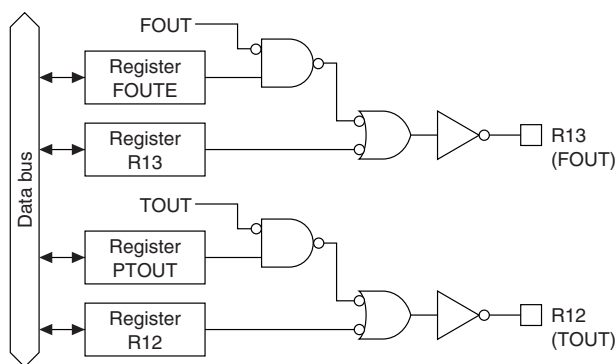 FOUT
Register
FOUTE
Register
R13
R13
(FOUT)
Data bus
TOUT
Register
PTOUT
Register
R12
R12
(TOUT)